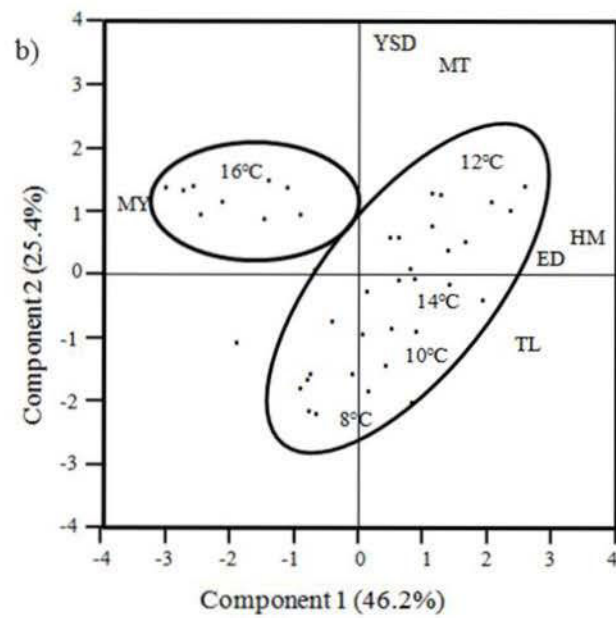 b)
4
3
2
1
0
-1
-2
-3
-4
Component 2 (25.4%)
YSD
MT
12°C
16°C
MY
HM
ED
14°C
TL
10°C
8°C
-4 -3 -2 -1 0 1 2 3 4
Component 1 (46.2%)